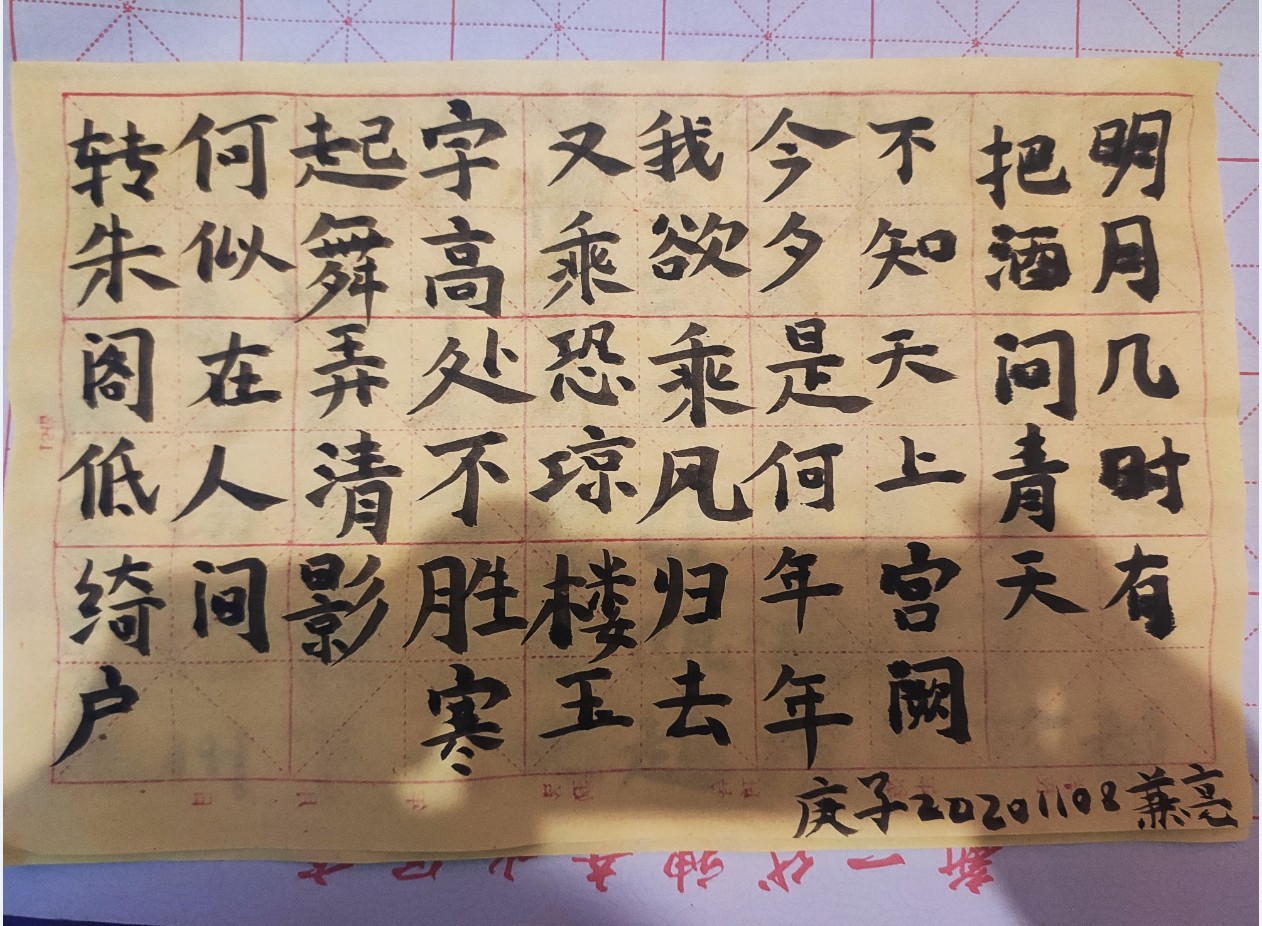 明月几时有
把酒问青天
不知天上宫阙
今夕是何年年
我欲乘风归去
又乘恐琼楼玉
字高处不胜寒
起舞弄清影
何似在人间
转朱阁低绮户
庚子20201108兼亮